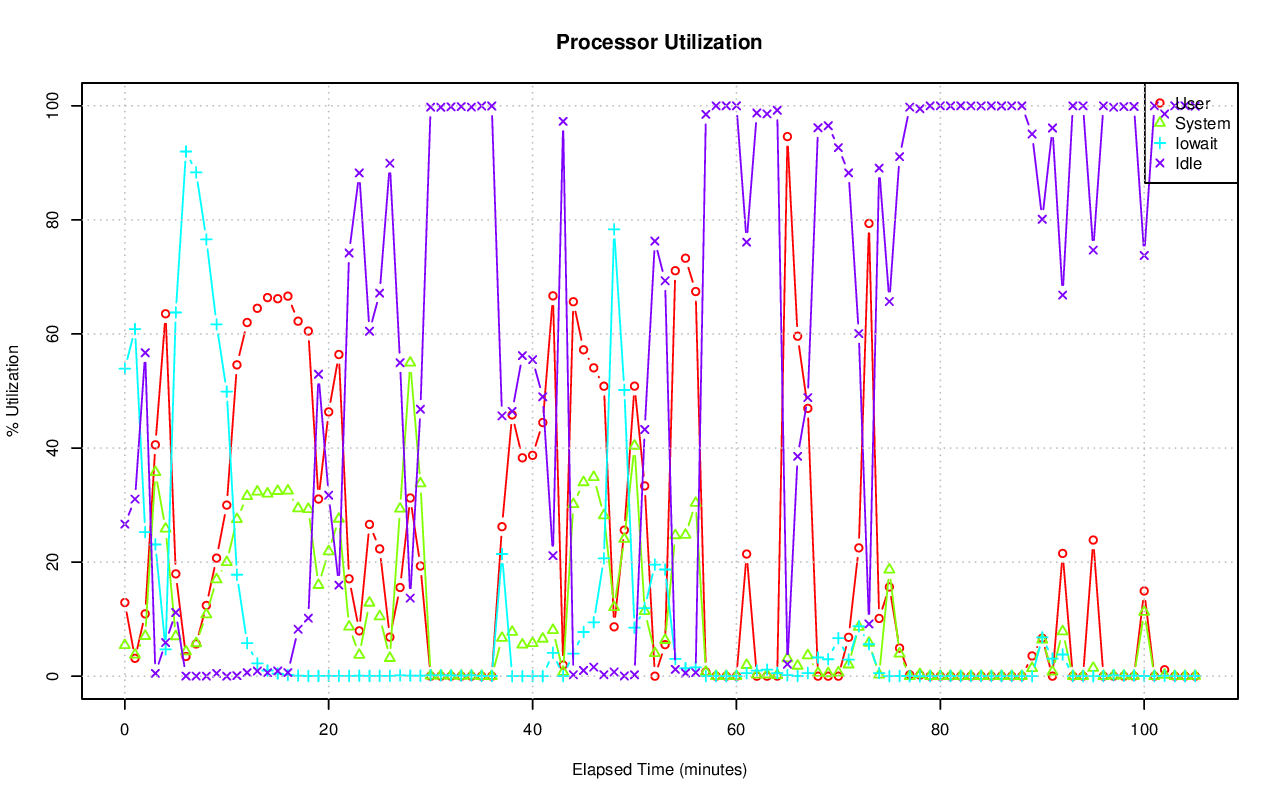 Processor Utilization
% Utilization
100
80
60
40
20
0
User
System
Iowait
Idle
0 20 40 60 80 100
Elapsed Time (minutes)